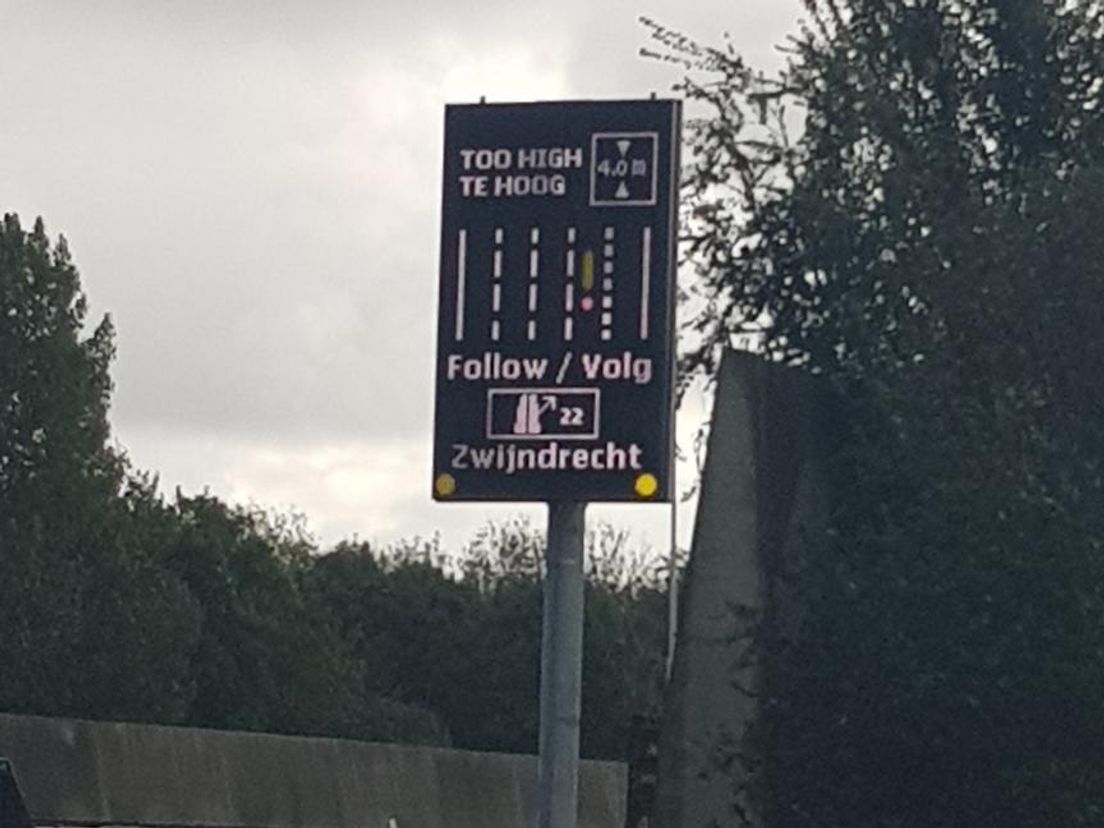 TOO HIGH
TE HOOG
4.0 m
Follow / Volg
22
Zwijndrecht